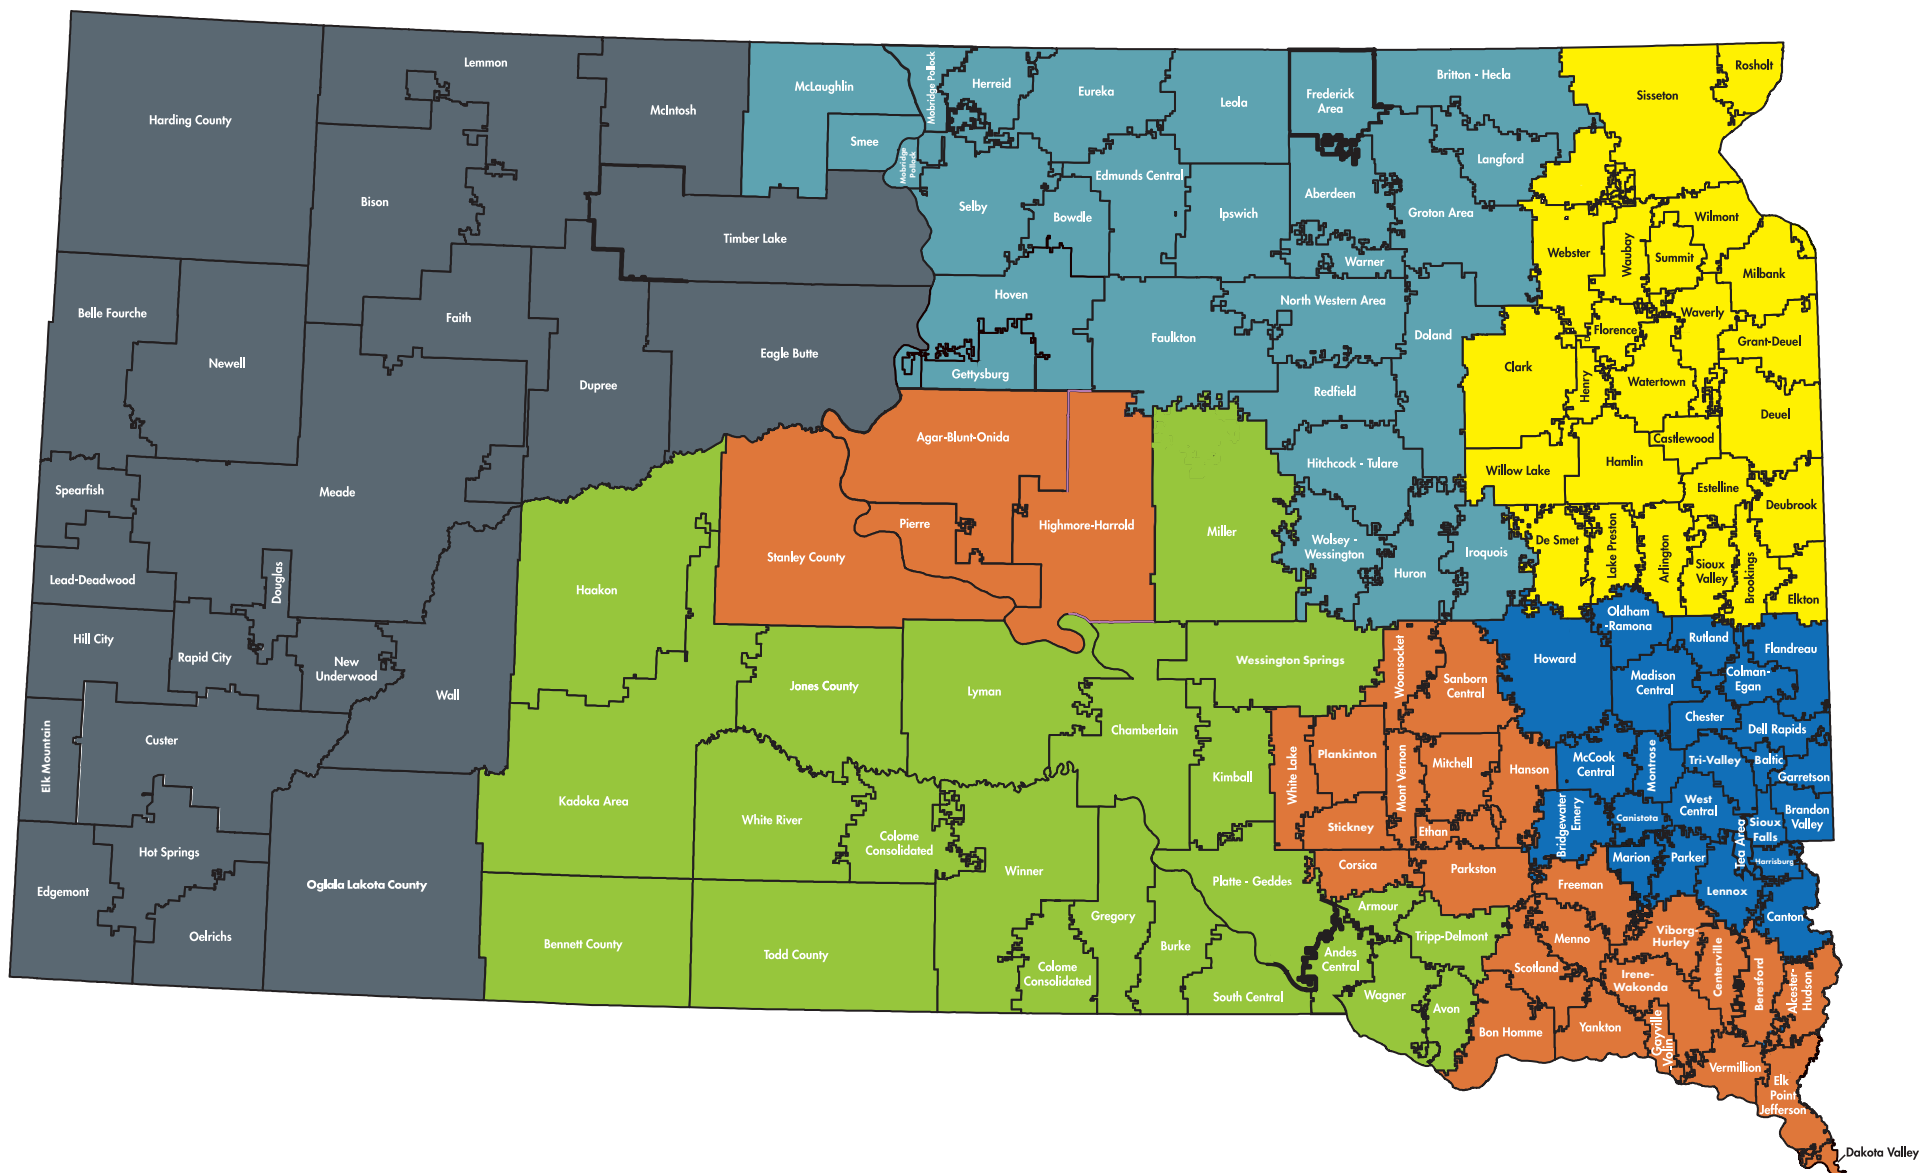 Harding County
Lemmon
McIntosh
McLaughlin
Smee
Mobridge Pollock
Mobridge
Pollock
Herreid
Eureka
Leola
Frederick
Area
Britton - Hecla
Langford
Sisseton
Rosholt
Bison
Timber Lake
Selby
Bowdle
Edmunds Central
Ipswich
Aberdeen
Groton Area
Warner
Webster
Waubay
Summit
Wilmont
Milbank
Belle Fourche
Newell
Faith
Dupree
Eagle Butte
Hoven
Gettysburg
Faulkton
North Western Area
Doland
Redfield
Clark
Henry
Florence
Waverly
Grant-Deuel
Watertown
Deuel
Castlewood
Spearfish
Meade
Agar-Blunt-Onida
Hitchcock - Tulare
Willow Lake
Hamlin
Estelline
Deubrook
Lead-Deadwood
Douglas
Haakon
Stanley County
Pierre
Highmore-Harrold
Miller
Wolsey -
Wessington
Huron
Iroquois
De Smet
Lake Preston
Arlington
Sioux
Valley
Brookings
Elkton
Hill City
Rapid City
New
Underwood
Wall
Jones County
Lyman
Wessington Springs
Woonsocket
Sanborn
Central
Howard
Oldham
-Ramona
Rutland
Flandreau
Madison
Central
Colman-
Egan
Elk Mountain
Custer
Chamberlain
Kimball
White Lake
Plankinton
Mont Vernon
Mitchell
Hanson
McCook
Central
Montrose
Chester
Dell Rapids
Tri-Valley
Baltic
Garretson
Kadoka Area
White River
Colome
Consolidated
Stickney
Ethan
Bridgewater
Emery
Canistota
West
Central
Tea Area
Sioux
Falls
Brandon
Valley
Hot Springs
Edgemont
Oelrichs
Oglala Lakota County
Winner
Platte - Geddes
Corsica
Parkston
Freeman
Marion
Parker
Harrisburg
Lennox
Canton
Bennett County
Todd County
Colome
Consolidated
Gregory
Burke
South Central
Armour
Andes
Central
Tripp-Delmont
Wagner
Avon
Menno
Scotland
Viborg-
Hurley
Irene-
Wakonda
Centerville
Beresford
Alcester-
Hudson
Bon Homme
Yankton
Gayville
-Volin
Vermillion
Elk
Point
Jefferson
Dakota Valley